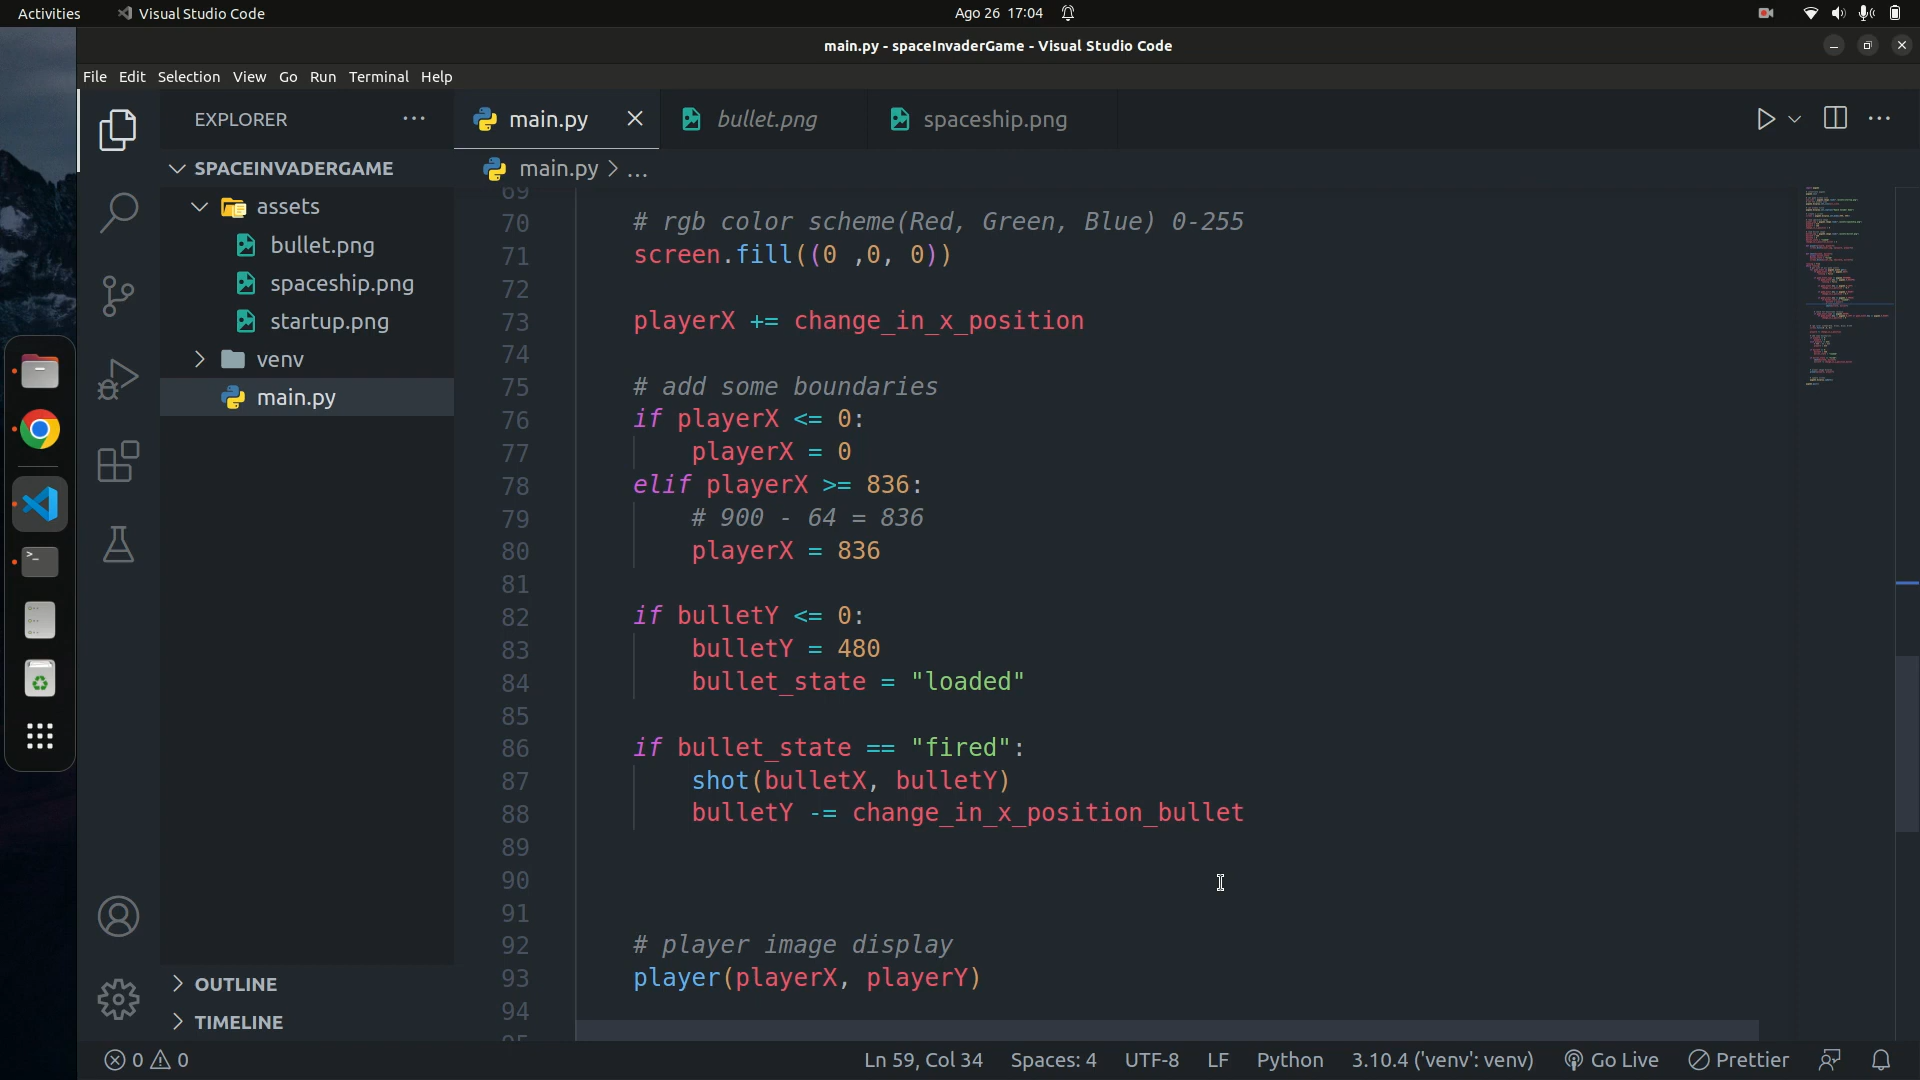 Activities
Visual Studio Code
Ago 26 17:04
main.py - spaceInvaderGame - Visual Studio Code
File Edit Selection View Go Run Terminal Help
EXPLORER
main.py
bullet.png
spaceship.png
SPACEINVADERGAME
main.py > ...
assets
bullet.png
spaceship.png
startup.png
venv
main.py
OUTLINE
TIMELINE
69
70 # rgb color scheme(Red, Green, Blue) 0-255
71 screen.fill((0 ,0, 0))
72
73 playerX += change_in_x_position
74
75 # add some boundaries
76 if playerX <= 0:
77 playerX = 0
78 elif playerX >= 836:
79 # 900 - 64 = 836
80 playerX = 836
81
82 if bulletY <= 0:
83 bulletY = 480
84 bullet_state = "loaded"
85
86 if bullet_state == "fired":
87 shot(bulletX, bulletY)
88 bulletY -= change_in_x_position_bullet
89
90
91
92 # player image display
93 player(playerX, playerY)
94
95
0 0
Ln 59, Col 34
Spaces: 4
UTF-8
LF
Python
3.10.4 ('venv': venv)
Go Live
Prettier